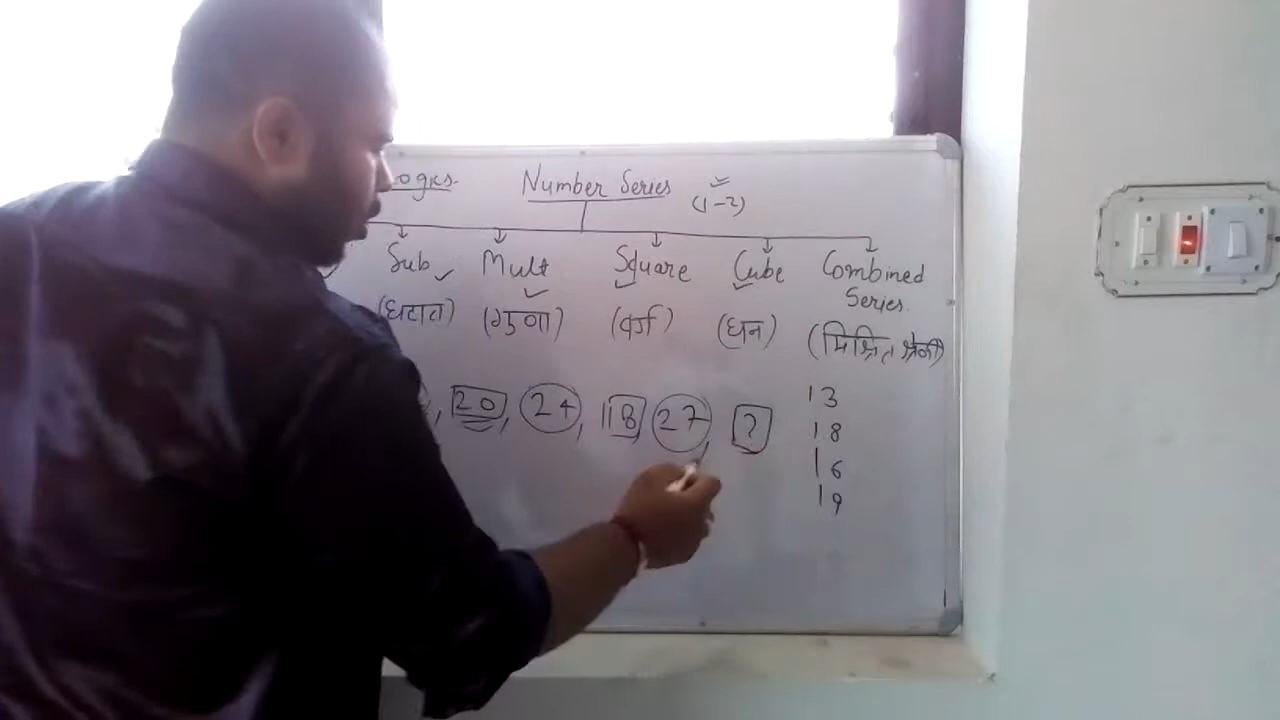 Logics. Number Series
(1-2)
Sub Mult Square Cube Combined Series.
(घटाव) (गुणा) (वर्ग) (घन) (मिश्रित श्रेणी)
, 20, 24, 18, 27, ?
13
18
16
19